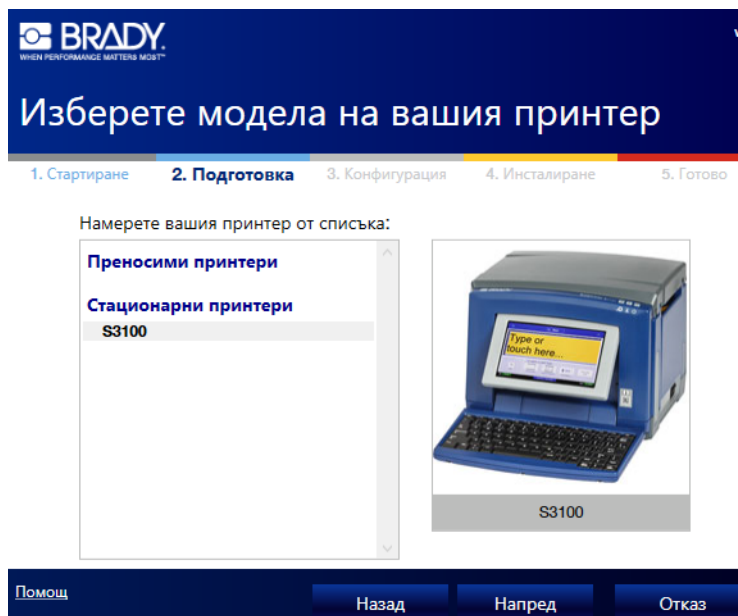 BRADY.
WHEN PERFORMANCE MATTERS MOST™
Изберете модела на вашия принтер
1. Стартиране 2. Подготовка 3. Конфигурация 4. Инсталиране 5. Готово
Намерете вашия принтер от списъка:
Преносими принтери
Стационарни принтери
S3100
Type or
touch here...
S3100
Помощ
Назад Напред Отказ